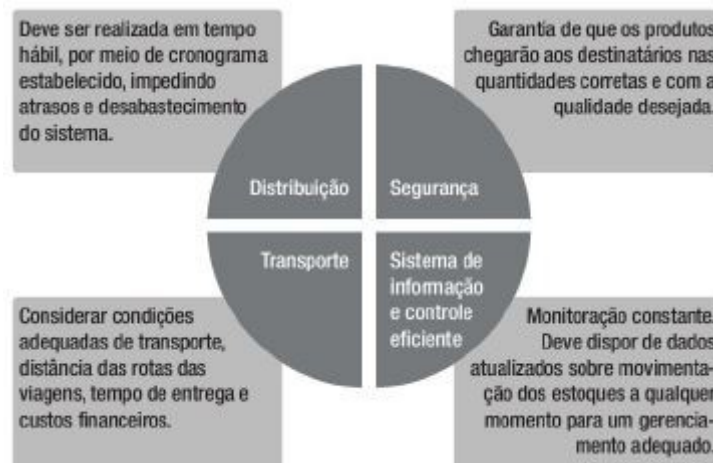 Deve ser realizada em tempo
hábil, por meio de cronograma
estabelecido, impedindo
atrasos e desabastecimento
do sistema.
Garantia de que os produtos
chegarão aos destinatários nas
quantidades corretas e com a
qualidade desejada.
Distribuição
Segurança
Transporte
Sistema de
informação
e controle
eficiente
Considerar condições
adequadas de transporte,
distância das rotas das
viagens, tempo de entrega e
custos financeiros.
Monitoração constante.
Deve dispor de dados
atualizados sobre movimenta-
ção dos estoques a qualquer
momento para um gerencia-
mento adequado.